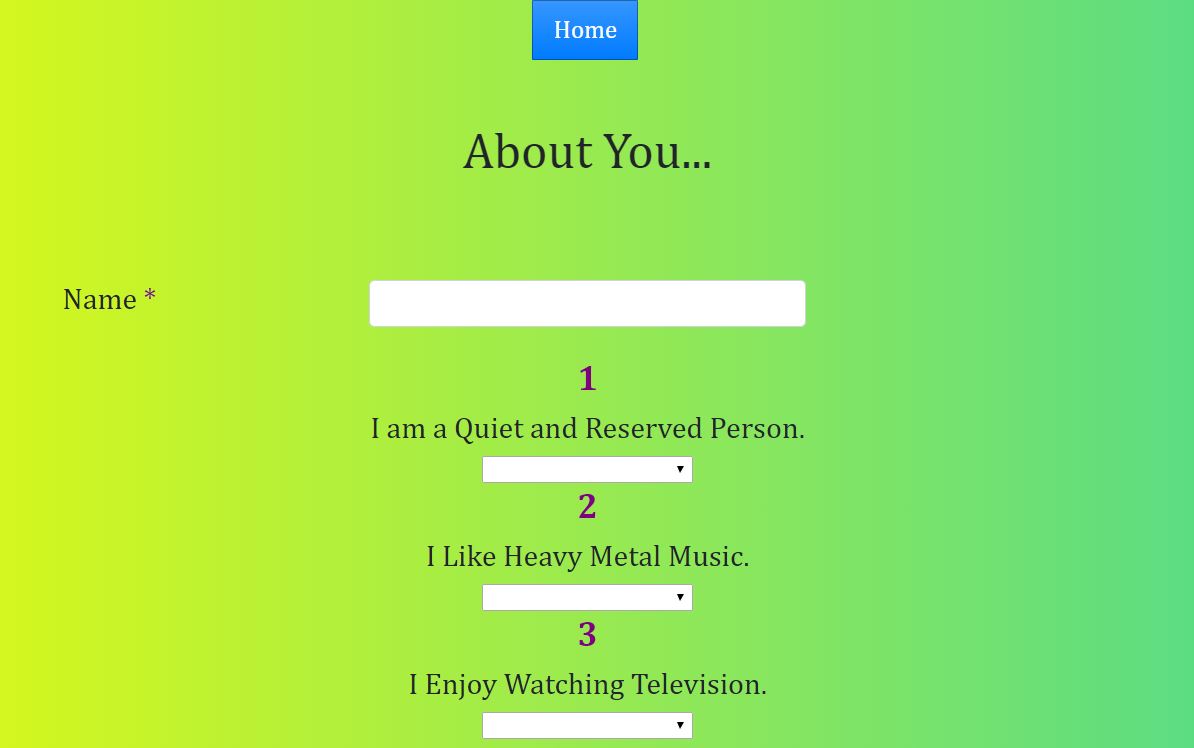 Home
About You...
Name *
1
I am a Quiet and Reserved Person.
2
I Like Heavy Metal Music.
3
I Enjoy Watching Television.